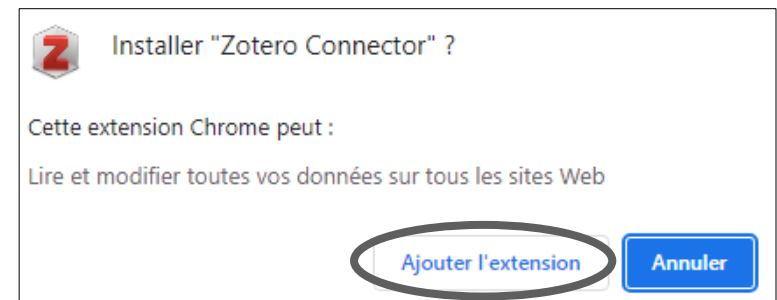 Z
Installer "Zotero Connector" ?
Cette extension Chrome peut :
Lire et modifier toutes vos données sur tous les sites Web
Ajouter l'extension
Annuler